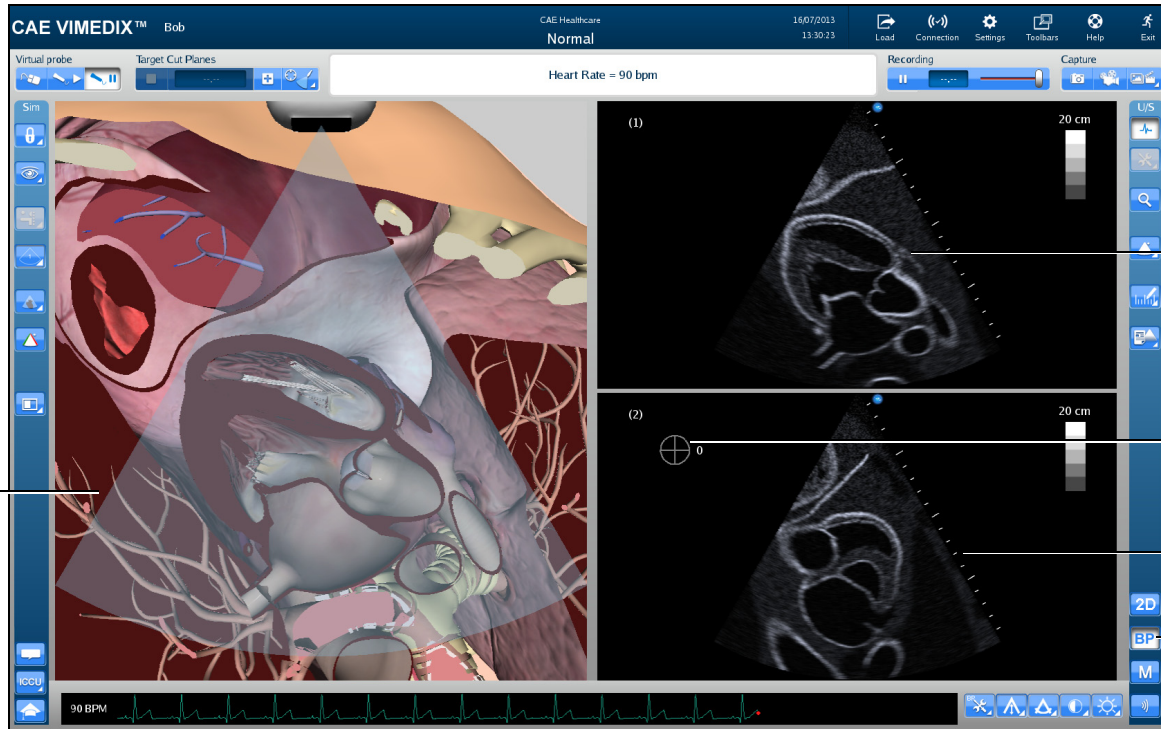 CAE VIMEDIX™ Bob
CAE Healthcare
Normal
16/07/2013
13:30:23
Load
Connection
Settings
Toolbars
Help
Exit
Virtual probe
Target Cut Planes
--,--
Heart Rate = 90 bpm
Recording
--,--
Capture
Sim
U/S
(1)
20 cm
(2)
20 cm
0
2D
BP
M
ICCU
90 BPM
BP